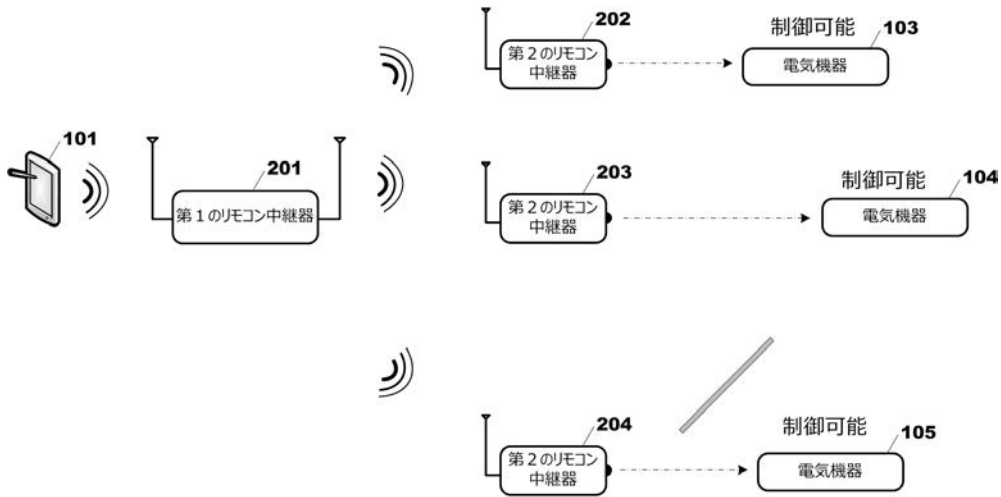 202
第２のリモコン
中継器
制御可能
103
電気機器
101
201
第１のリモコン中継器
203
第２のリモコン
中継器
制御可能
104
電気機器
204
第２のリモコン
中継器
制御可能
105
電気機器